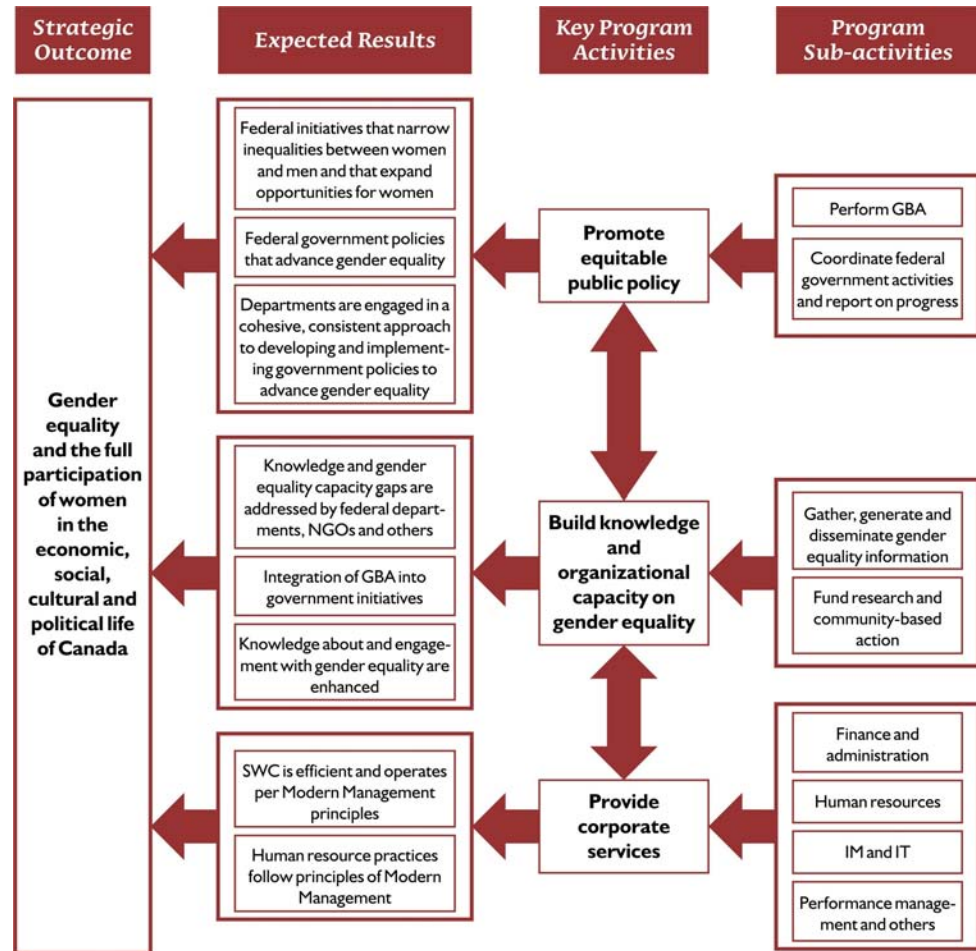 Strategic
Outcome
Expected Results
Key Program
Activities
Program
Sub-activities
Gender
equality
and the full
participation
of women
in the
economic,
social,
cultural and
political life
of Canada
Federal initiatives that narrow
inequalities between women
and men and that expand
opportunities for women
Federal government policies
that advance gender equality
Departments are engaged in a
cohesive, consistent approach
to developing and implement-
ing government policies to
advance gender equality
Promote
equitable
public policy
Perform GBA
Coordinate federal
government activities
and report on progress
Knowledge and gender
equality capacity gaps are
addressed by federal depart-
ments, NGOs and others
Integration of GBA into
government initiatives
Knowledge about and engage-
ment with gender equality are
enhanced
Build knowledge
and
organizational
capacity on
gender equality
Gather, generate and
disseminate gender
equality information
Fund research and
community-based
action
SWC is efficient and operates
per Modern Management
principles
Human resource practices
follow principles of Modern
Management
Provide
corporate
services
Finance and
administration
Human resources
IM and IT
Performance manage-
ment and others